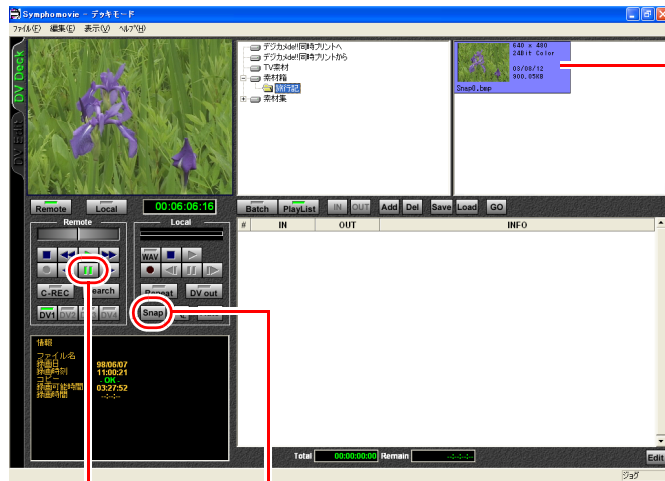 Symphomovie - デッキモード
ファイル(F) 編集(E) 表示(V) ヘルプ(H)
DV Deck
DV Edit
デジカメde!!同時プリントへ
デジカメde!!同時プリントから
TV素材
素材箱
旅行記
素材集
640 x 480
24Bit Color
03/08/12
900.05KB
Snap0.bmp
Remote Local 00:06:06:16 Batch PlayList IN OUT Add Del Save Load GO
Remote Local
# IN OUT INFO
WAV
C-REC Search Repeat DV out
DV1 DV2 DV3 DV4 Snap
情報
ファイル名
録画日 98/06/07
録画時刻 11:00:21
コピー - OK -
録画可能時間 03:27:52
録画時間 --:--:--
Total 00:00:00:00 Remain --:--:--:-- Edit
ジョグ